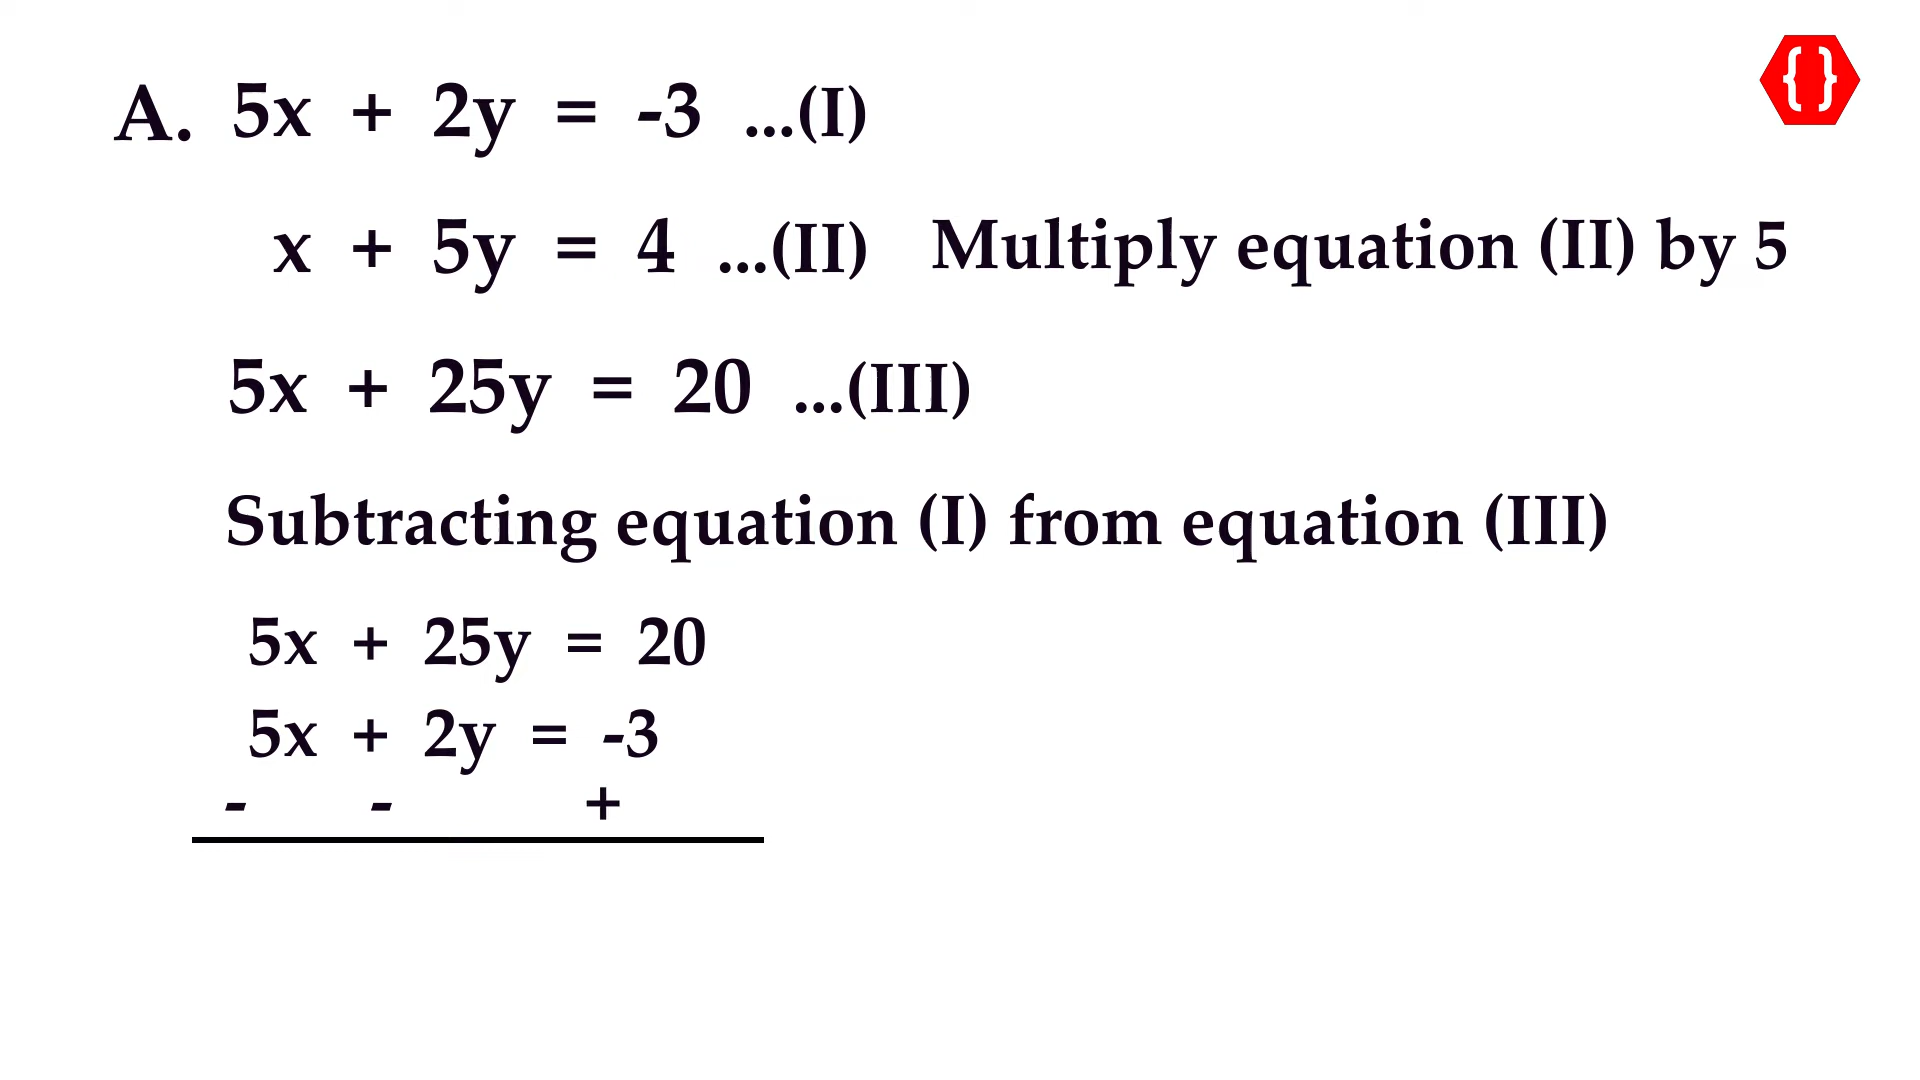 A. 5x + 2y = -3 ...(I)
x + 5y = 4 ...(II) Multiply equation (II) by 5
5x + 25y = 20 ...(III)
Subtracting equation (I) from equation (III)
5x + 25y = 20
5x + 2y = -3
- - +